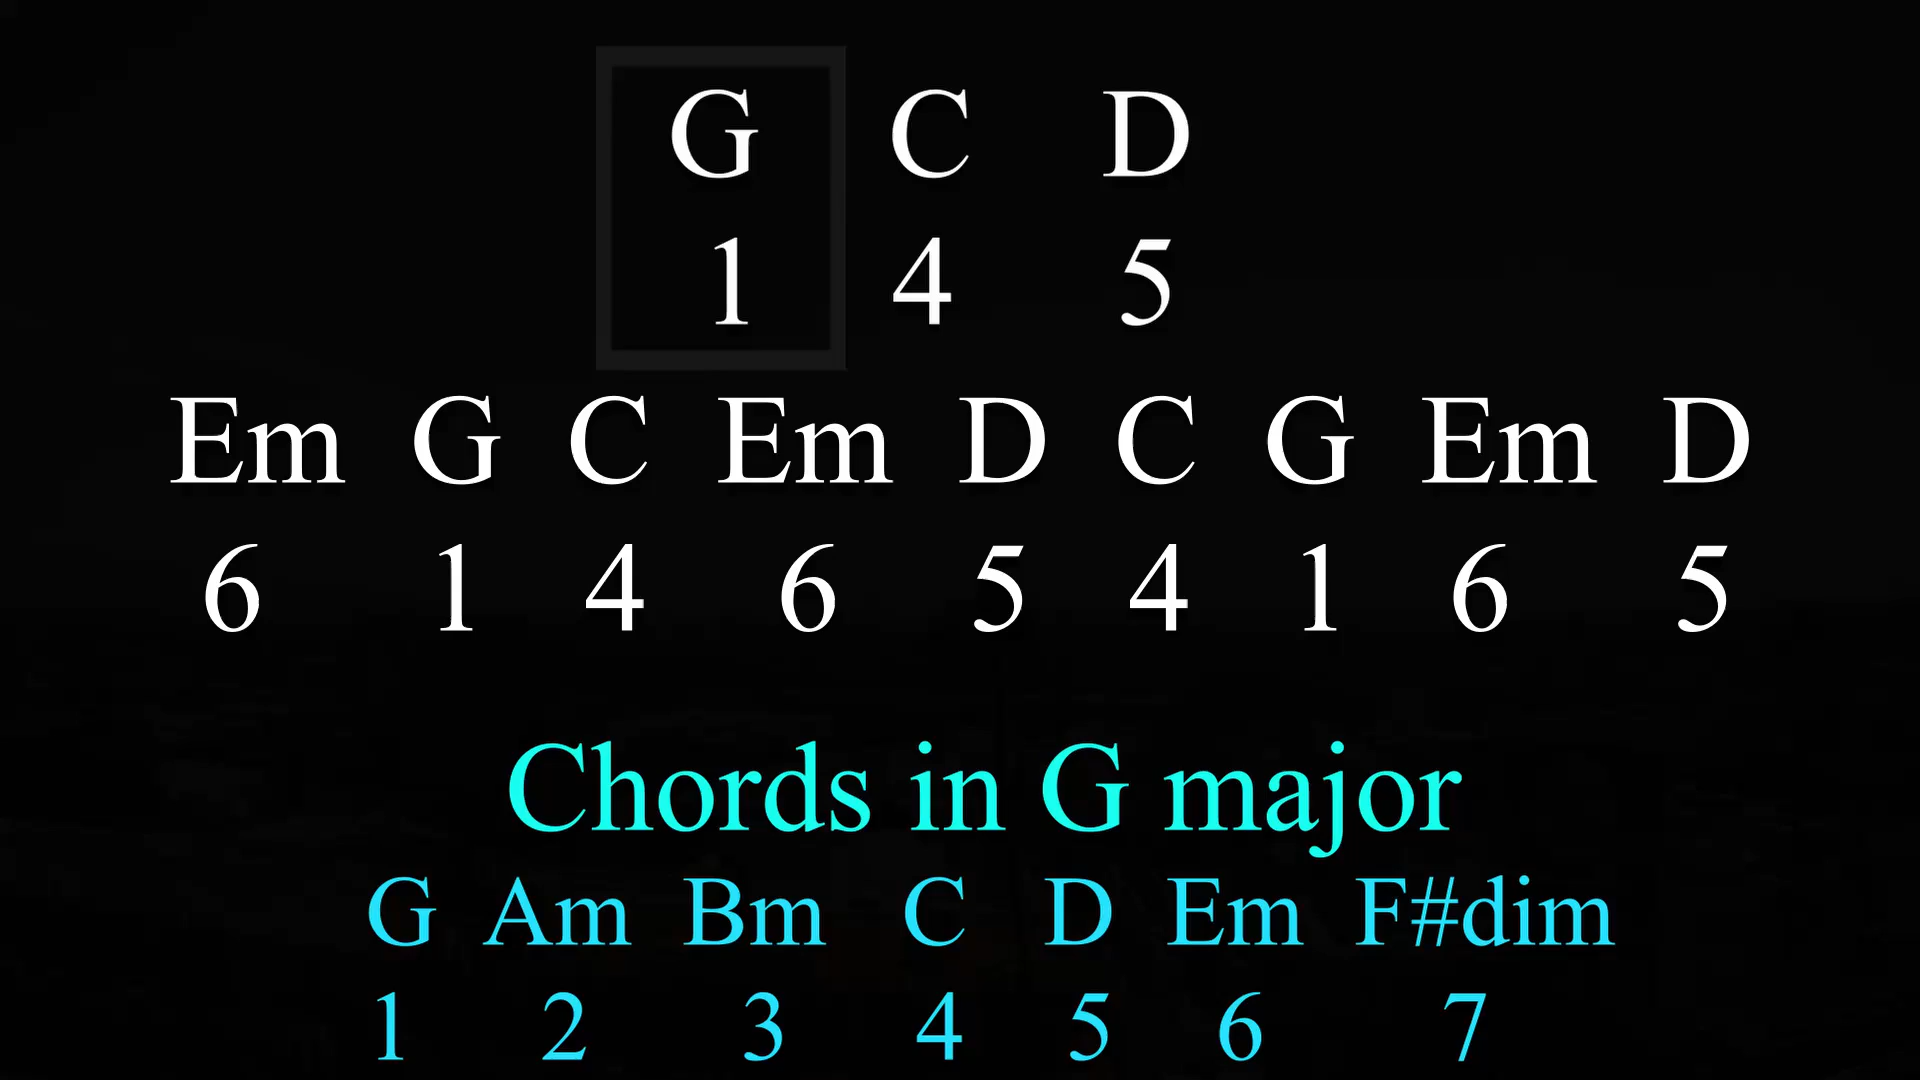 G C D
1 4 5
Em G C Em D C G Em D
6 1 4 6 5 4 1 6 5
Chords in G major
G Am Bm C D Em F#dim
1 2 3 4 5 6 7